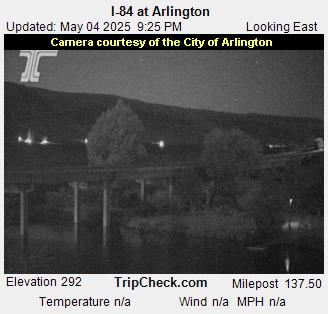 I-84 at Arlington
Updated: May 04 2025 9:25 PM Looking East
Camera courtesy of the City of Arlington
Elevation 292 TripCheck.com Milepost 137.50
Temperature n/a Wind n/a MPH n/a